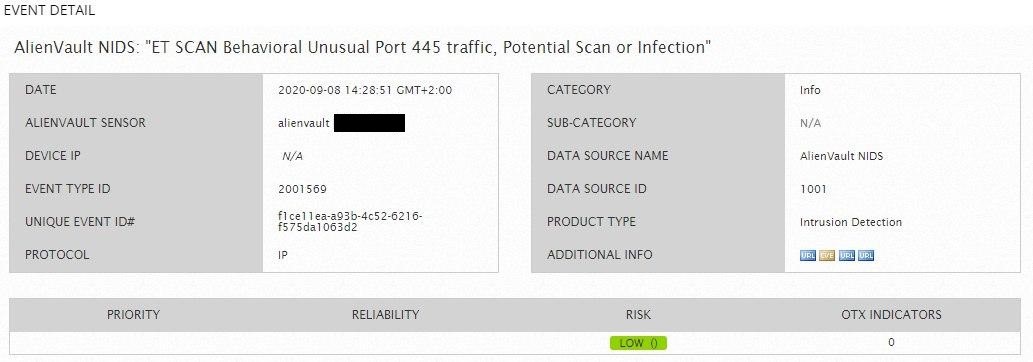 EVENT DETAIL
AlienVault NIDS: "ET SCAN Behavioral Unusual Port 445 traffic, Potential Scan or Infection"
DATE 2020-09-08 14:28:51 GMT+2:00
ALIENVAULT SENSOR alienvault
DEVICE IP N/A
EVENT TYPE ID 2001569
UNIQUE EVENT ID# f1ce11ea-a93b-4c52-6216-
f575da1063d2
PROTOCOL IP
CATEGORY Info
SUB-CATEGORY N/A
DATA SOURCE NAME AlienVault NIDS
DATA SOURCE ID 1001
PRODUCT TYPE Intrusion Detection
ADDITIONAL INFO URL CVE URL URL
PRIORITY RELIABILITY RISK OTX INDICATORS
LOW () 0